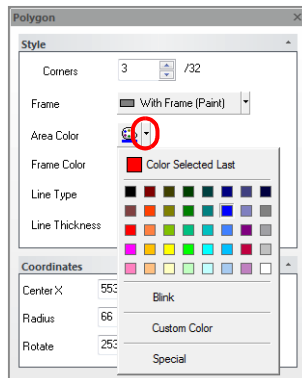 Polygon
Style
Corners 3 /32
Frame With Frame (Paint)
Area Color
Frame Color Color Selected Last
Line Type
Line Thickness
Coordinates
Center X 553
Blink
Radius 66
Custom Color
Rotate 253
Special